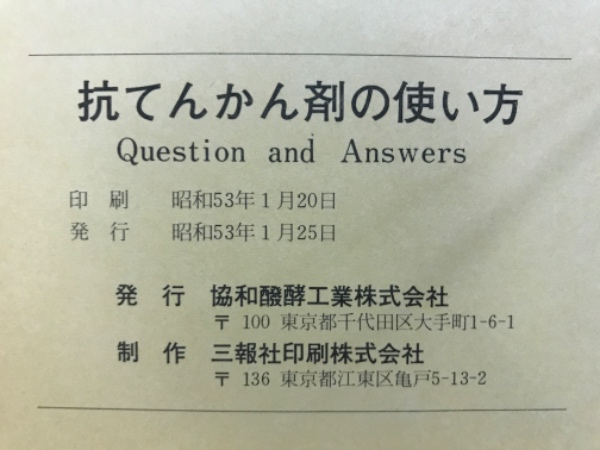 抗てんかん剤の使い方
Question and Answers
印刷 昭和53年1月20日
発行 昭和53年1月25日
発行 協和醱酵工業株式会社
〒100 東京都千代田区大手町1-6-1
制作 三報社印刷株式会社
〒136 東京都江東区亀戸5-13-2